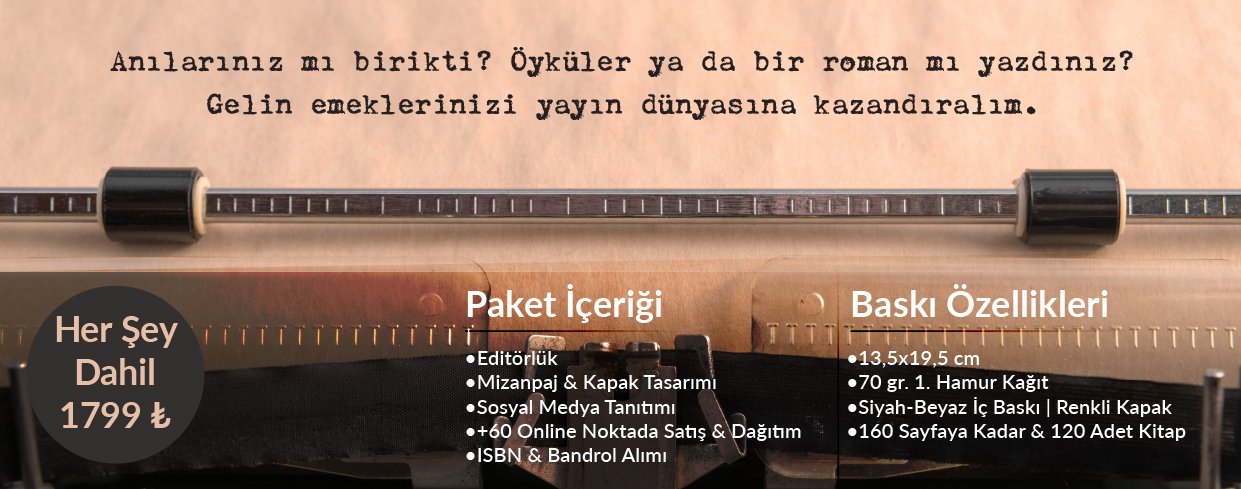 Anılarınız mı birikti? Öyküler ya da bir roman mı yazdınız?
Gelin emeklerinizi yayın dünyasına kazandıralım.
Her Şey
Dahil
1799 ₺
Paket İçeriği
•Editörlük
•Mizanpaj & Kapak Tasarımı
•Sosyal Medya Tanıtımı
•+60 Online Noktada Satış & Dağıtım
•ISBN & Bandrol Alımı
Baskı Özellikleri
•13,5x19,5 cm
•70 gr. 1. Hamur Kağıt
•Siyah-Beyaz İç Baskı | Renkli Kapak
•160 Sayfaya Kadar & 120 Adet Kitap